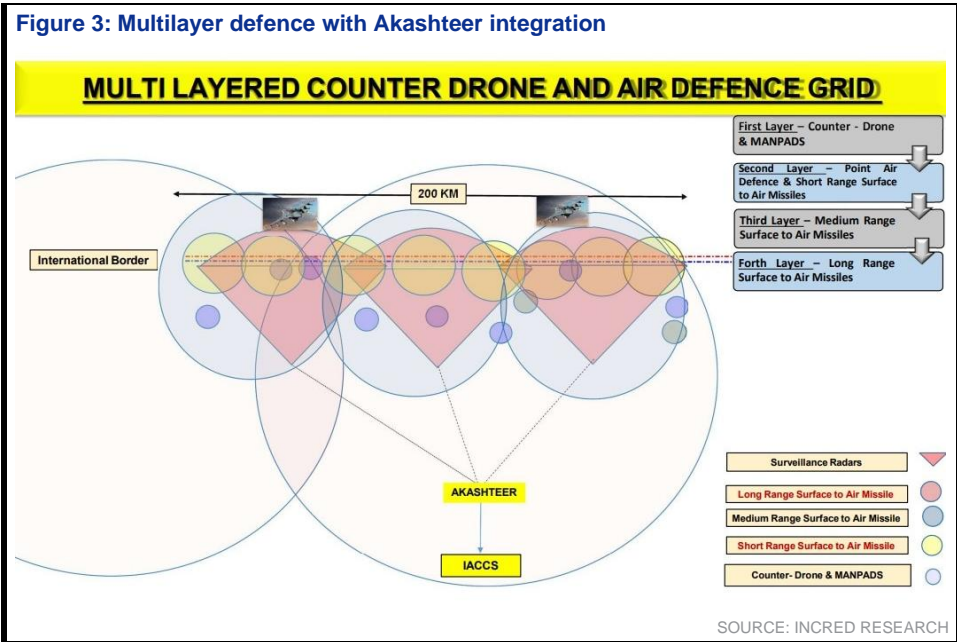 Figure 3: Multilayer defence with Akashteer integration
MULTI LAYERED COUNTER DRONE AND AIR DEFENCE GRID
First Layer – Counter - Drone
& MANPADS
Second Layer – Point Air
Defence & Short Range Surface
to Air Missiles
Third Layer – Medium Range
Surface to Air Missiles
Forth Layer – Long Range
Surface to Air Missiles
200 KM
International Border
AKASHTEER
IACCS
Surveillance Radars
Long Range Surface to Air Missile
Medium Range Surface to Air Missile
Short Range Surface to Air Missile
Counter- Drone & MANPADS
SOURCE: INCRED RESEARCH